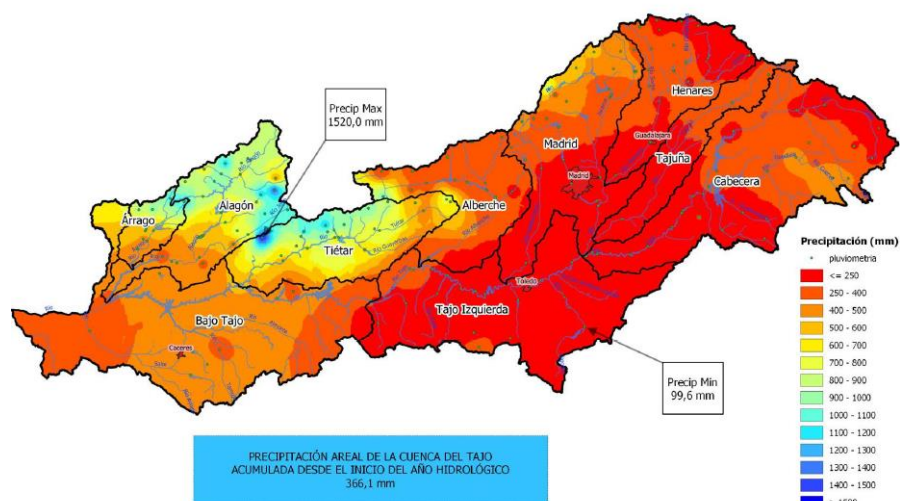 Precip Max
1520,0 mm
Henares
Guadalajara
Madrid
Tajuña
Madrid
Cabecera
Alagón
Árrago
Alberche
Tiétar
Toledo
Tajo Izquierda
Bajo Tajo
Cáceres
Precip Min
99,6 mm
Precipitación (mm)
pluviometria
<= 250
250 - 400
400 - 500
500 - 600
600 - 700
700 - 800
800 - 900
900 - 1000
1000 - 1100
1100 - 1200
1200 - 1300
1300 - 1400
1400 - 1500
PRECIPITACIÓN AREAL DE LA CUENCA DEL TAJO
ACUMULADA DESDE EL INICIO DEL AÑO HIDROLÓGICO
366,1 mm